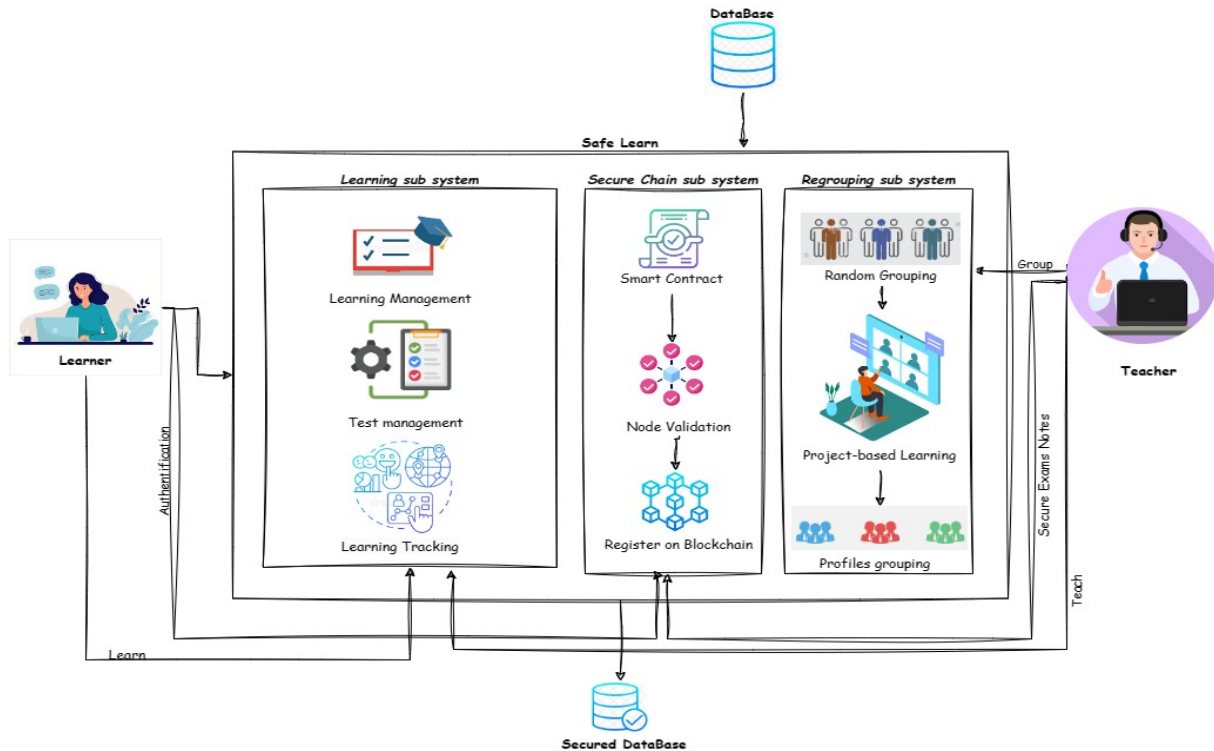 DataBase
Safe Learn
Learning sub system
Secure Chain sub system
Regrouping sub system
Learning Management
Test management
Learning Tracking
Smart Contract
Node Validation
Register on Blockchain
Random Grouping
Project-based Learning
Profiles grouping
Learner
Teacher
Group
Authentification
Secure Exams Notes
Teach
Learn
Secured DataBase